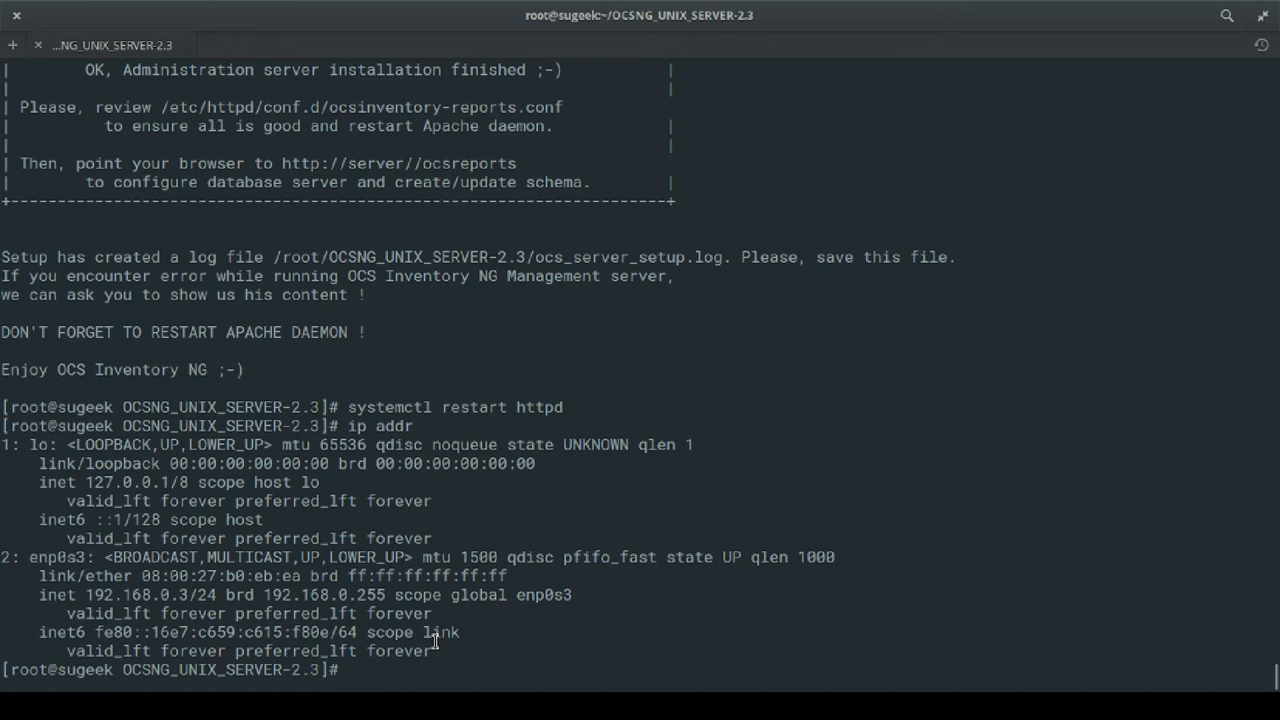 root@sugeek:~/OCSNG_UNIX_SERVER-2.3
...NG_UNIX_SERVER-2.3
|        OK, Administration server installation finished ;-)           |
|                                                                      |
| Please, review /etc/httpd/conf.d/ocsinventory-reports.conf
|          to ensure all is good and restart Apache daemon.            |
|                                                                      |
| Then, point your browser to http://server//ocsreports
|        to configure database server and create/update schema.        |
+----------------------------------------------------------------------+
Setup has created a log file /root/OCSNG_UNIX_SERVER-2.3/ocs_server_setup.log. Please, save this file.
If you encounter error while running OCS Inventory NG Management server,
we can ask you to show us his content !
DON'T FORGET TO RESTART APACHE DAEMON !
Enjoy OCS Inventory NG ;-)
[root@sugeek OCSNG_UNIX_SERVER-2.3]# systemctl restart httpd
[root@sugeek OCSNG_UNIX_SERVER-2.3]# ip addr
1: lo: <LOOPBACK,UP,LOWER_UP> mtu 65536 qdisc noqueue state UNKNOWN qlen 1
    link/loopback 00:00:00:00:00:00 brd 00:00:00:00:00:00
    inet 127.0.0.1/8 scope host lo
       valid_lft forever preferred_lft forever
    inet6 ::1/128 scope host
       valid_lft forever preferred_lft forever
2: enp0s3: <BROADCAST,MULTICAST,UP,LOWER_UP> mtu 1500 qdisc pfifo_fast state UP qlen 1000
    link/ether 08:00:27:b0:eb:ea brd ff:ff:ff:ff:ff:ff
    inet 192.168.0.3/24 brd 192.168.0.255 scope global enp0s3
       valid_lft forever preferred_lft forever
    inet6 fe80::16e7:c659:c615:f80e/64 scope link
       valid_lft forever preferred_lft forever
[root@sugeek OCSNG_UNIX_SERVER-2.3]#